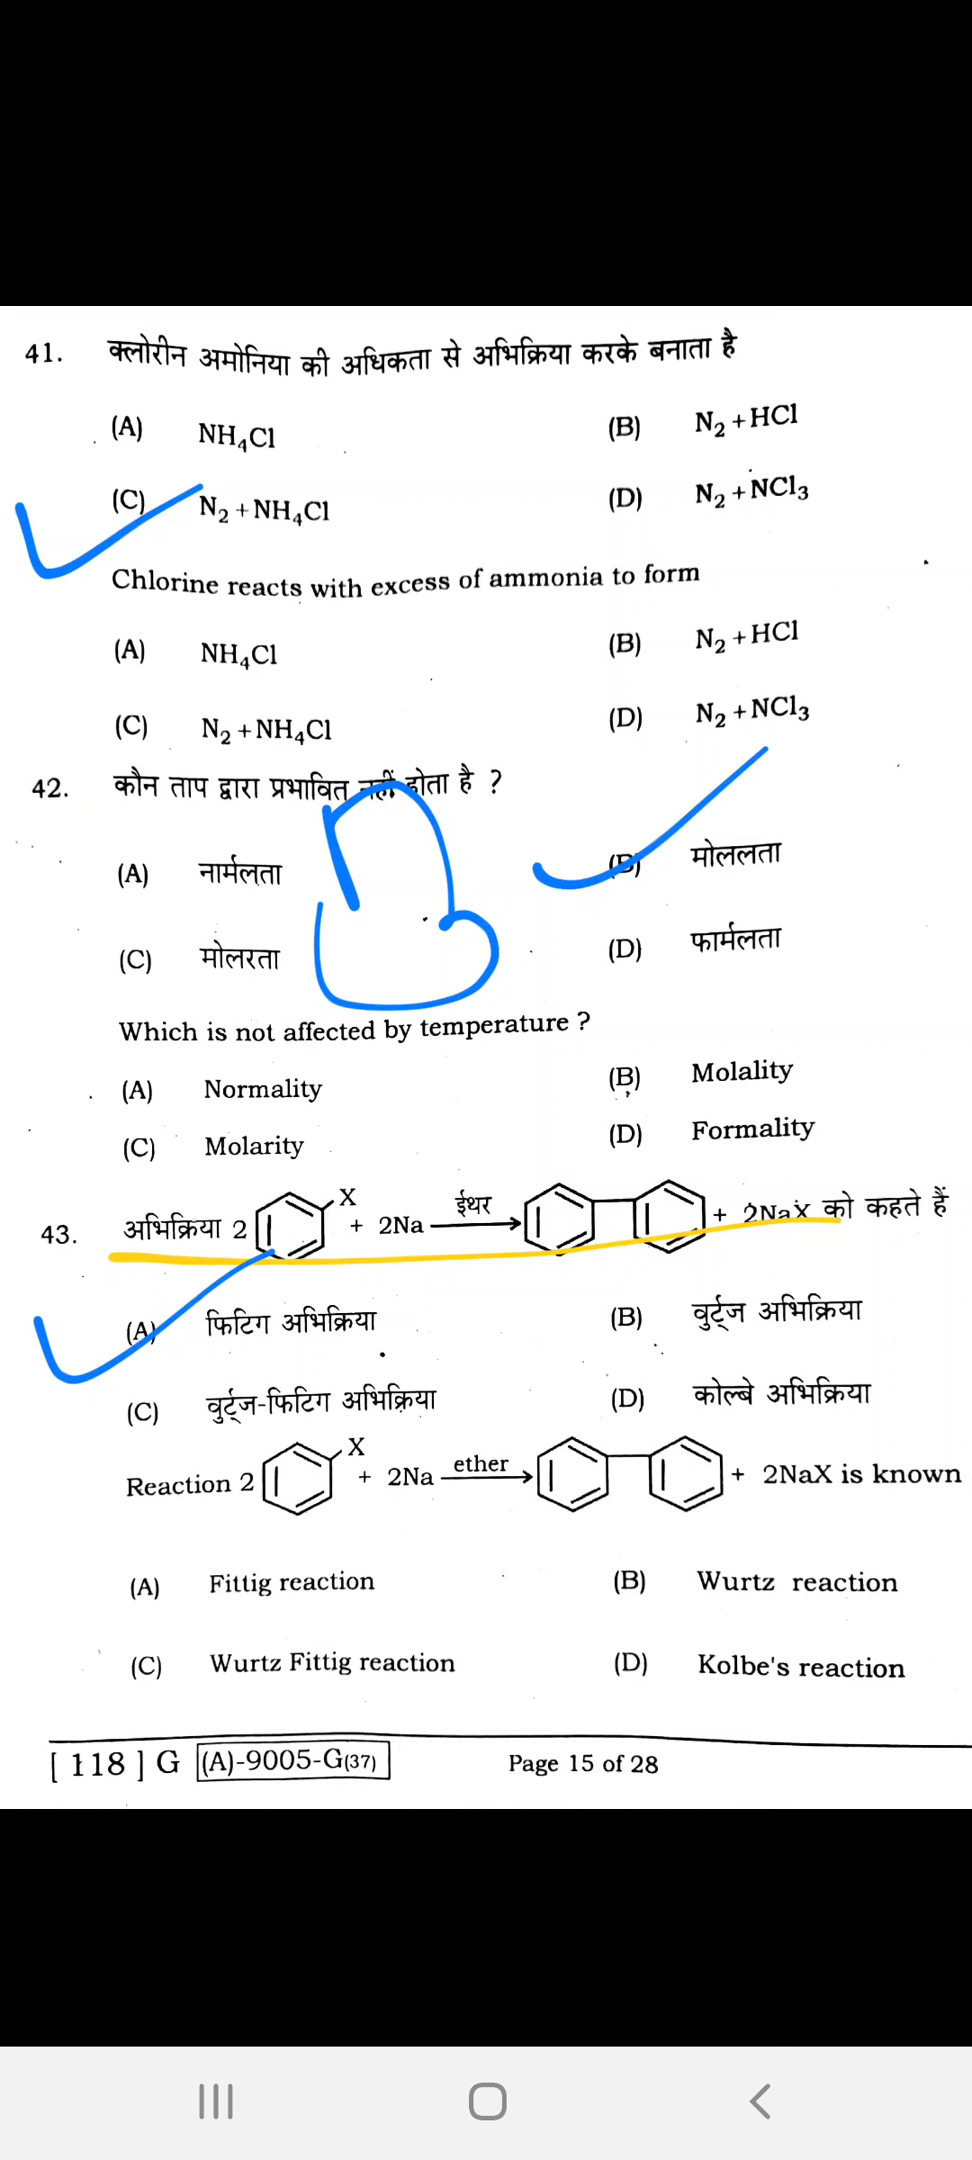 41. क्लोरीन अमोनिया की अधिकता से अभिक्रिया करके बनाता है
(A) NH₄Cl (B) N₂ + HCl
(C) N₂ + NH₄Cl (D) N₂ + NCl₃
Chlorine reacts with excess of ammonia to form
(A) NH₄Cl (B) N₂ + HCl
(C) N₂ + NH₄Cl (D) N₂ + NCl₃
42. कौन ताप द्वारा प्रभावित नहीं होता है ?
(A) नार्मलता (B) मोललता
(C) मोलरता (D) फार्मलता
Which is not affected by temperature ?
(A) Normality (B) Molality
(C) Molarity (D) Formality
43. अभिक्रिया 2 X + 2Na ईथर + 2NaX को कहते हैं
(A) फिटिग अभिक्रिया (B) वुर्ट्ज अभिक्रिया
(C) वुर्ट्ज-फिटिग अभिक्रिया (D) कोल्बे अभिक्रिया
Reaction 2 X + 2Na ether + 2NaX is known
(A) Fittig reaction (B) Wurtz reaction
(C) Wurtz Fittig reaction (D) Kolbe's reaction
[ 118 ] G (A)-9005-G(37) Page 15 of 28